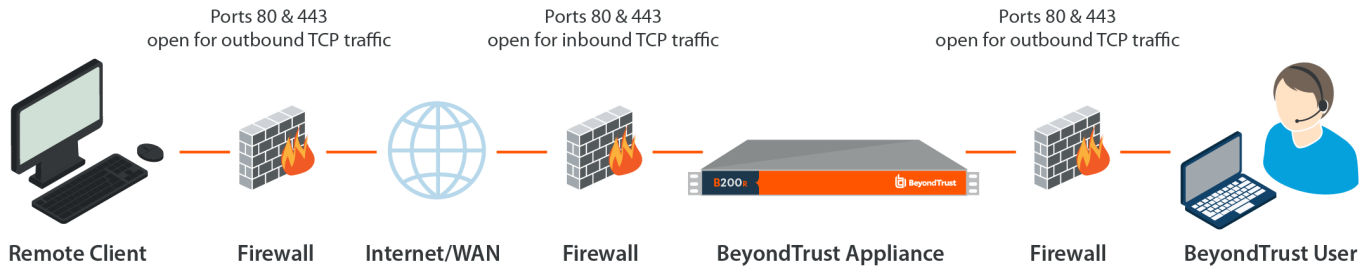 Ports 80 & 443
open for outbound TCP traffic
Ports 80 & 443
open for inbound TCP traffic
Ports 80 & 443
open for outbound TCP traffic
B200R
BeyondTrust
Remote Client
Firewall
Internet/WAN
Firewall
BeyondTrust Appliance
Firewall
BeyondTrust User